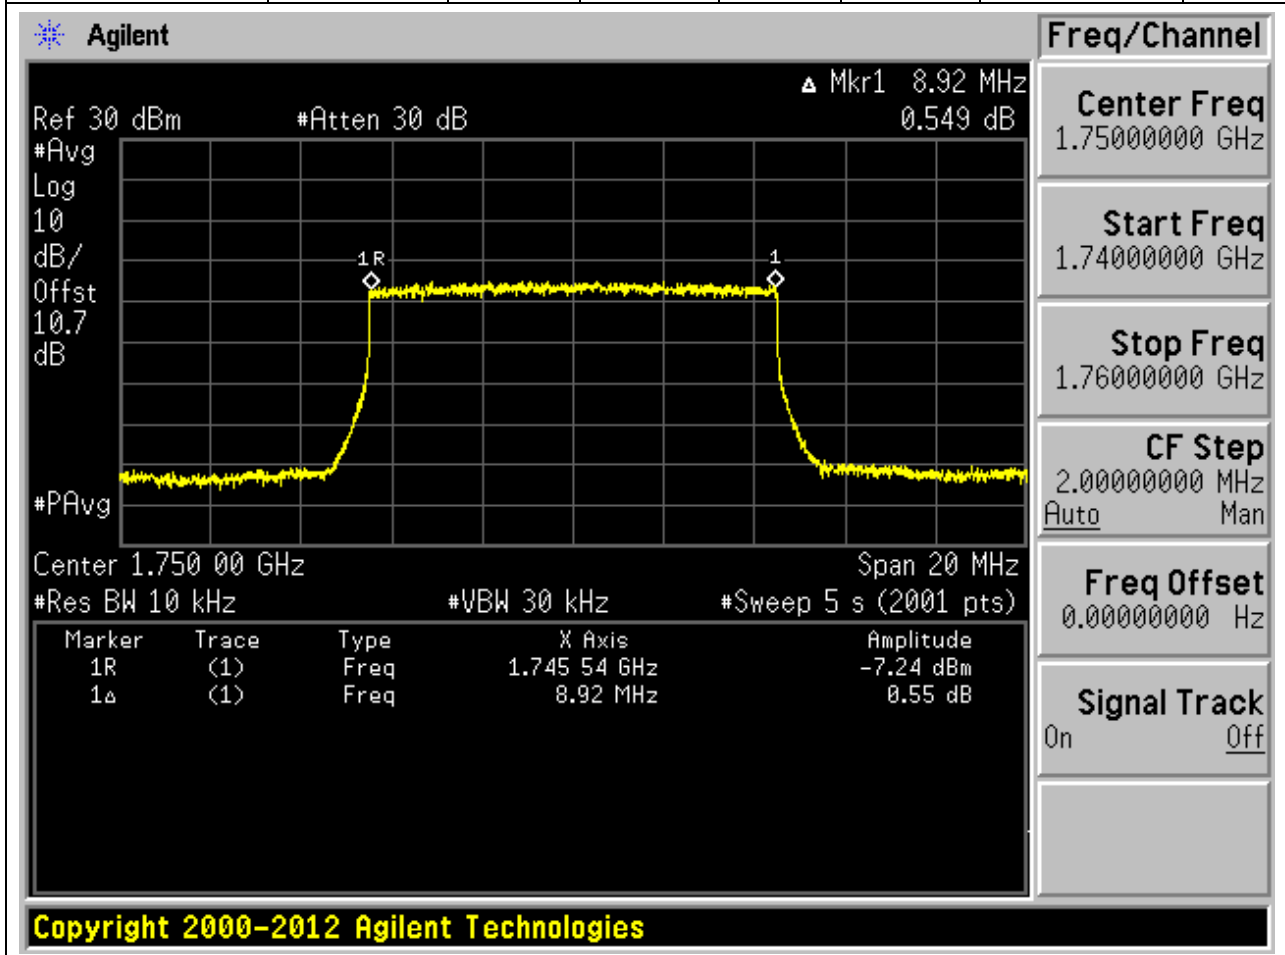 Agilent
Freq/Channel
▵ Mkr1 8.92 MHz
Ref 30 dBm #Atten 30 dB 0.549 dB
#Avg
Log
10
dB/
Offst
10.7
dB
1R 1
#PAvg
Center 1.750 00 GHz Span 20 MHz
#Res BW 10 kHz #VBW 30 kHz #Sweep 5 s (2001 pts)
Marker Trace Type X Axis Amplitude
1R (1) Freq 1.745 54 GHz -7.24 dBm
1▵ (1) Freq 8.92 MHz 0.55 dB
Center Freq
1.75000000 GHz
Start Freq
1.74000000 GHz
Stop Freq
1.76000000 GHz
CF Step
2.00000000 MHz
Auto Man
Freq Offset
0.00000000 Hz
Signal Track
On Off
Copyright 2000-2012 Agilent Technologies